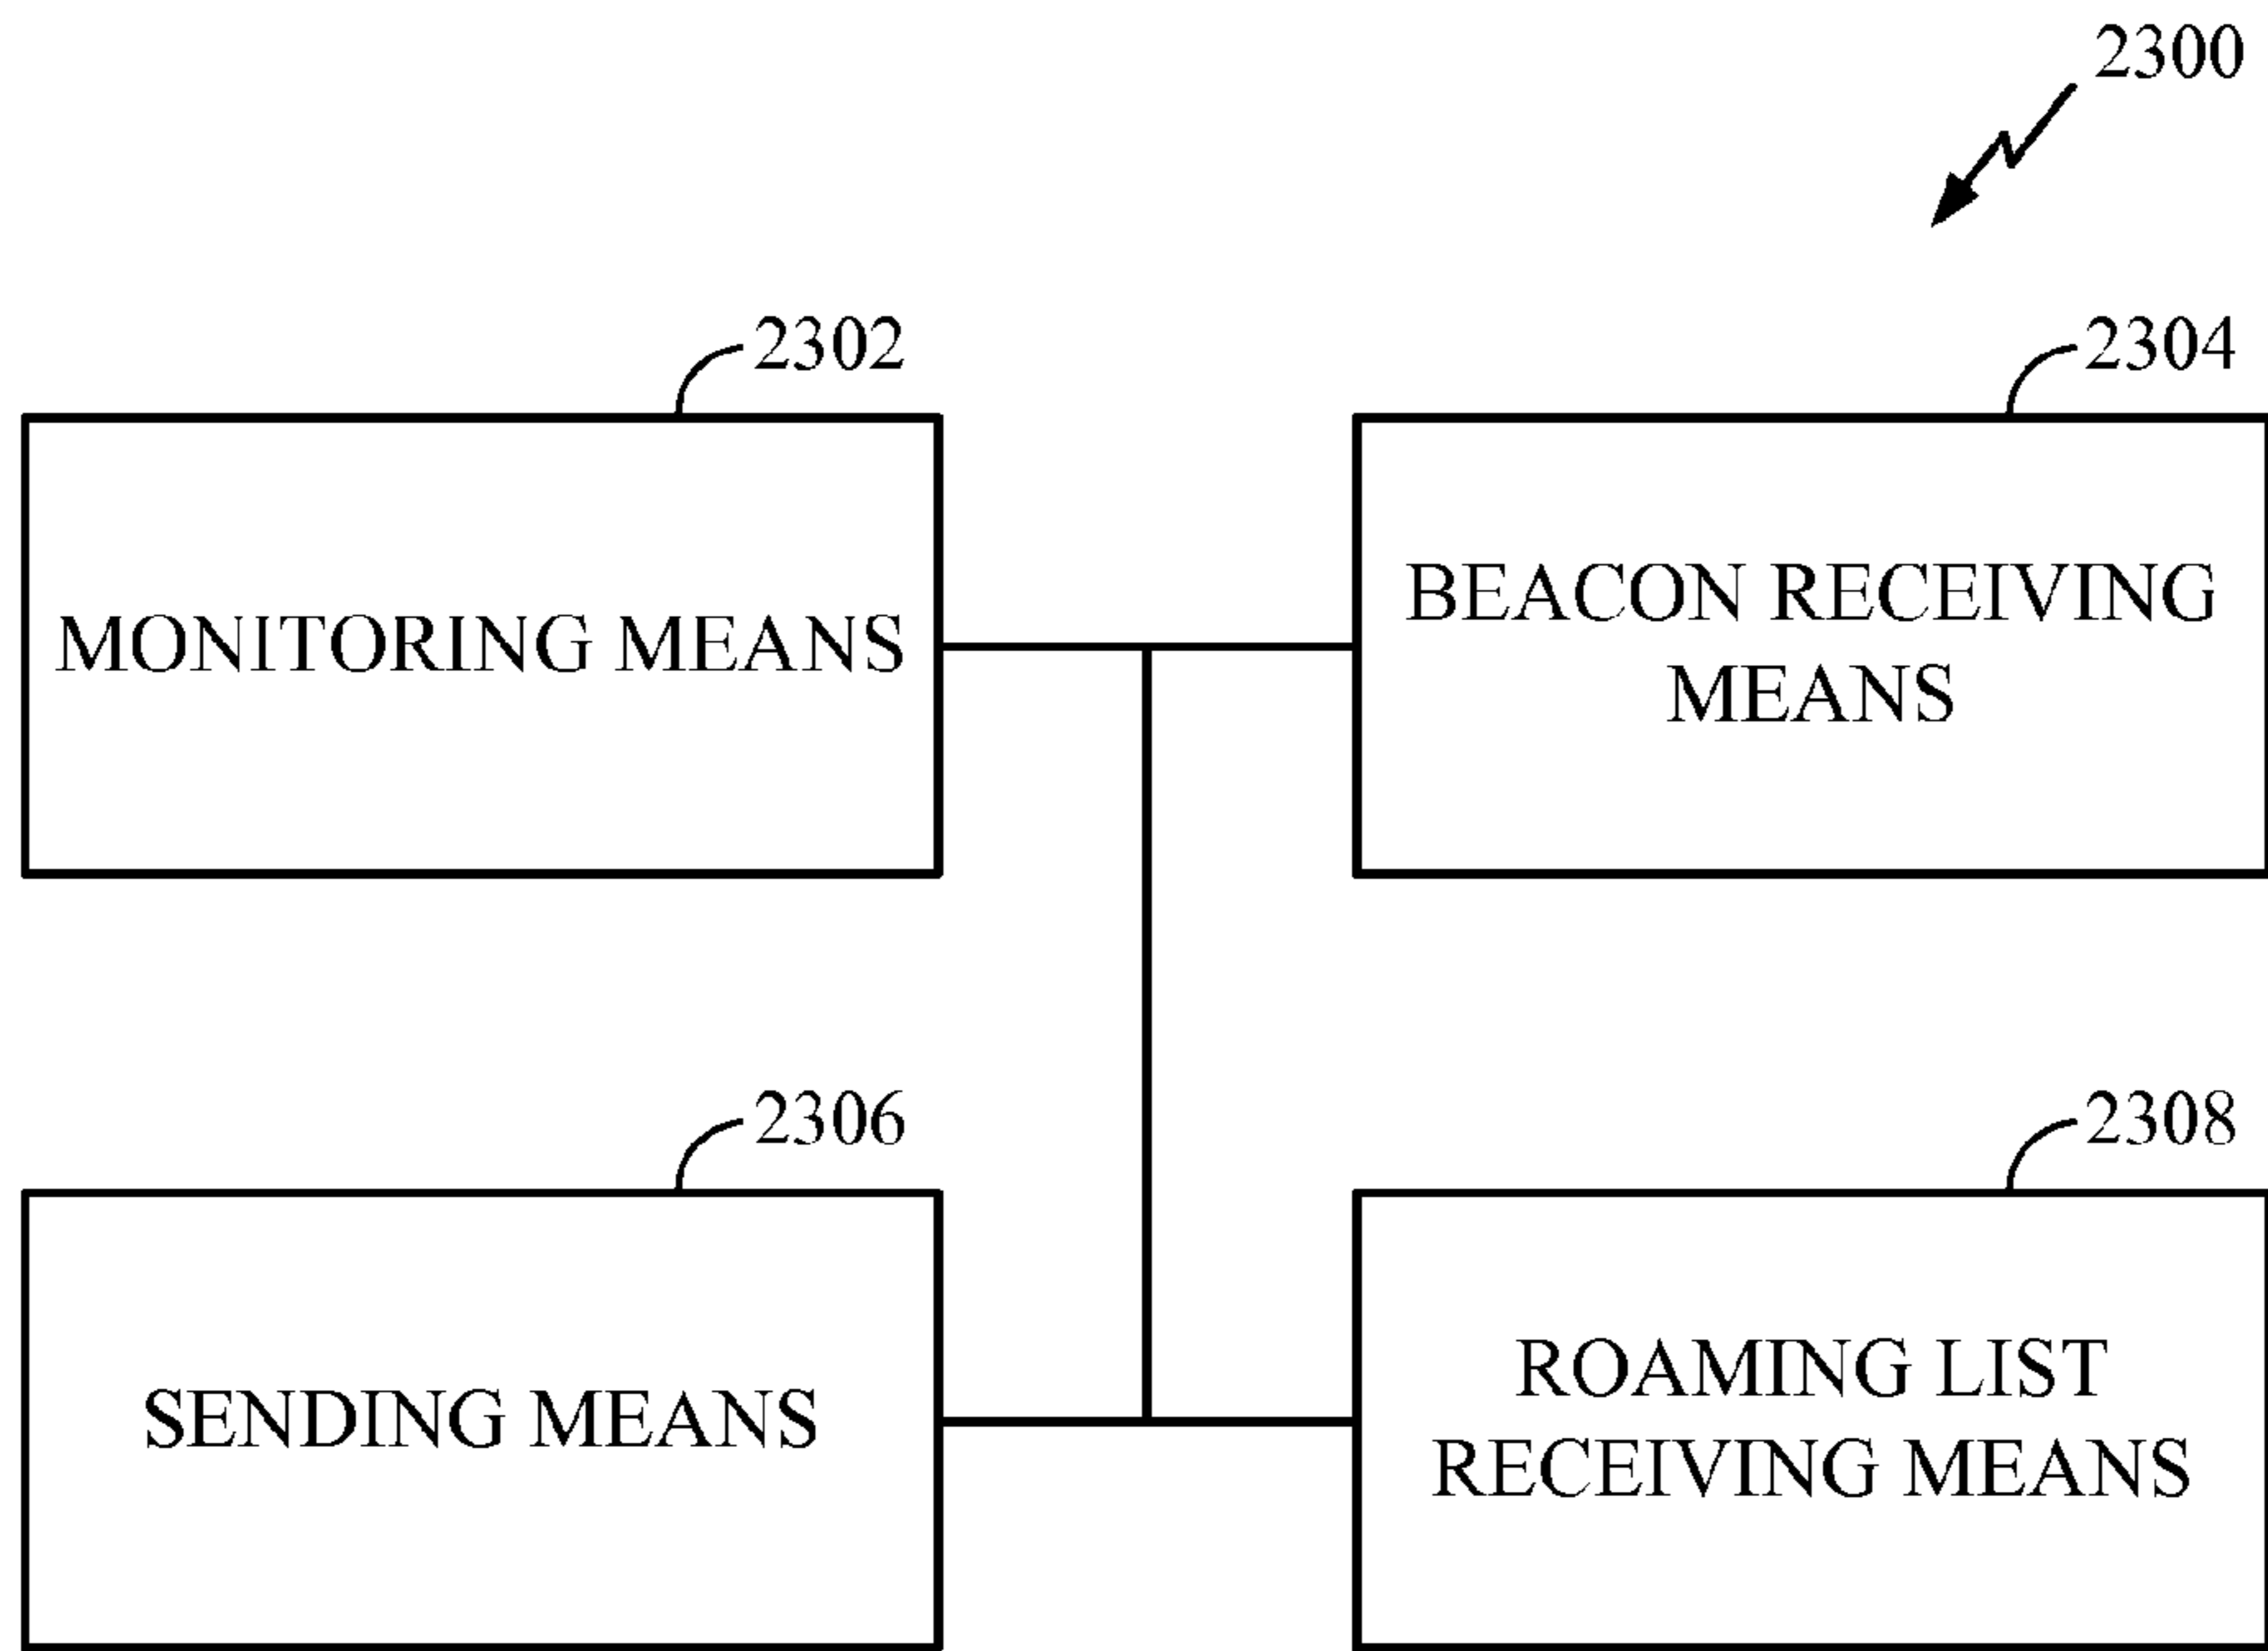 2300
2302
2304
MONITORING MEANS
BEACON RECEIVING
MEANS
2306
2308
SENDING MEANS
ROAMING LIST
RECEIVING MEANS